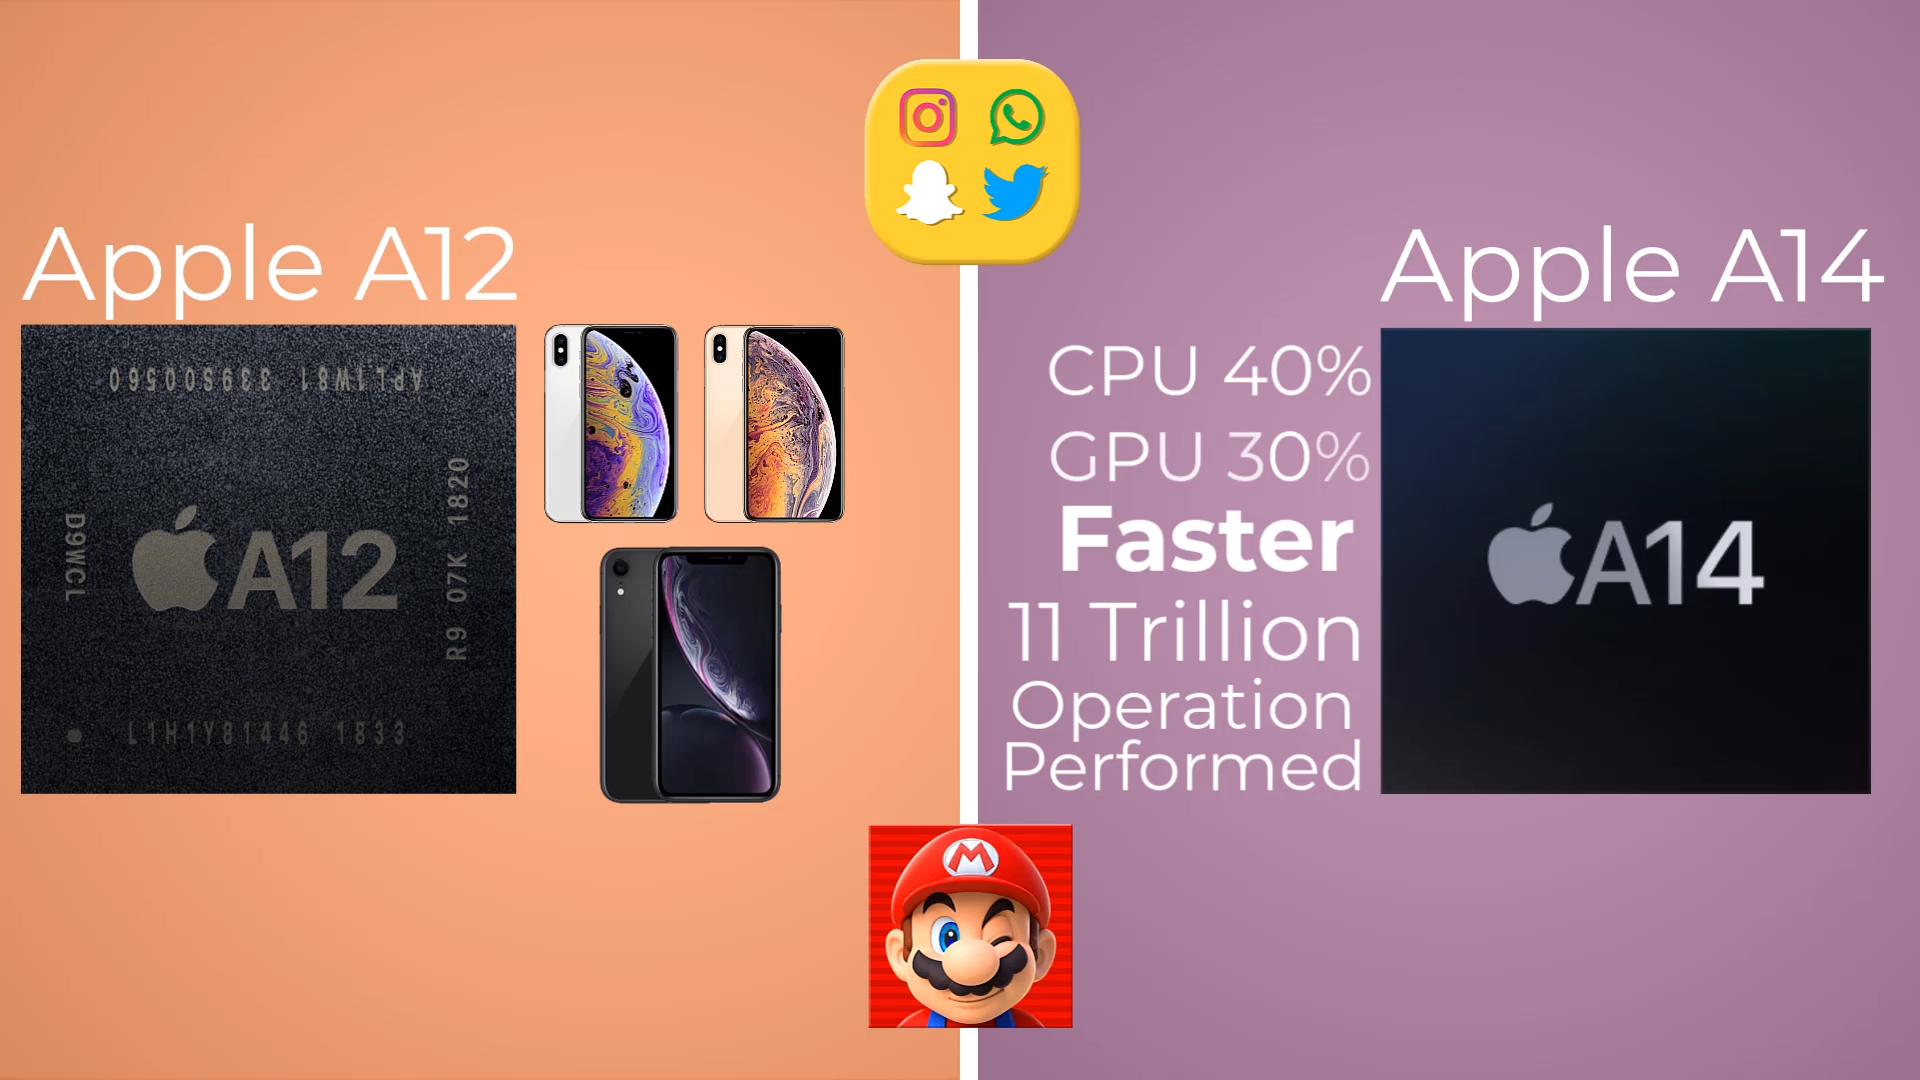 Apple A12
APL1W81 339S00560
D9WCL
A12
R9 07K 1820
L1H1Y81446 1833
Apple A14
CPU 40%
GPU 30%
Faster
11 Trillion
Operation
Performed
A14
M